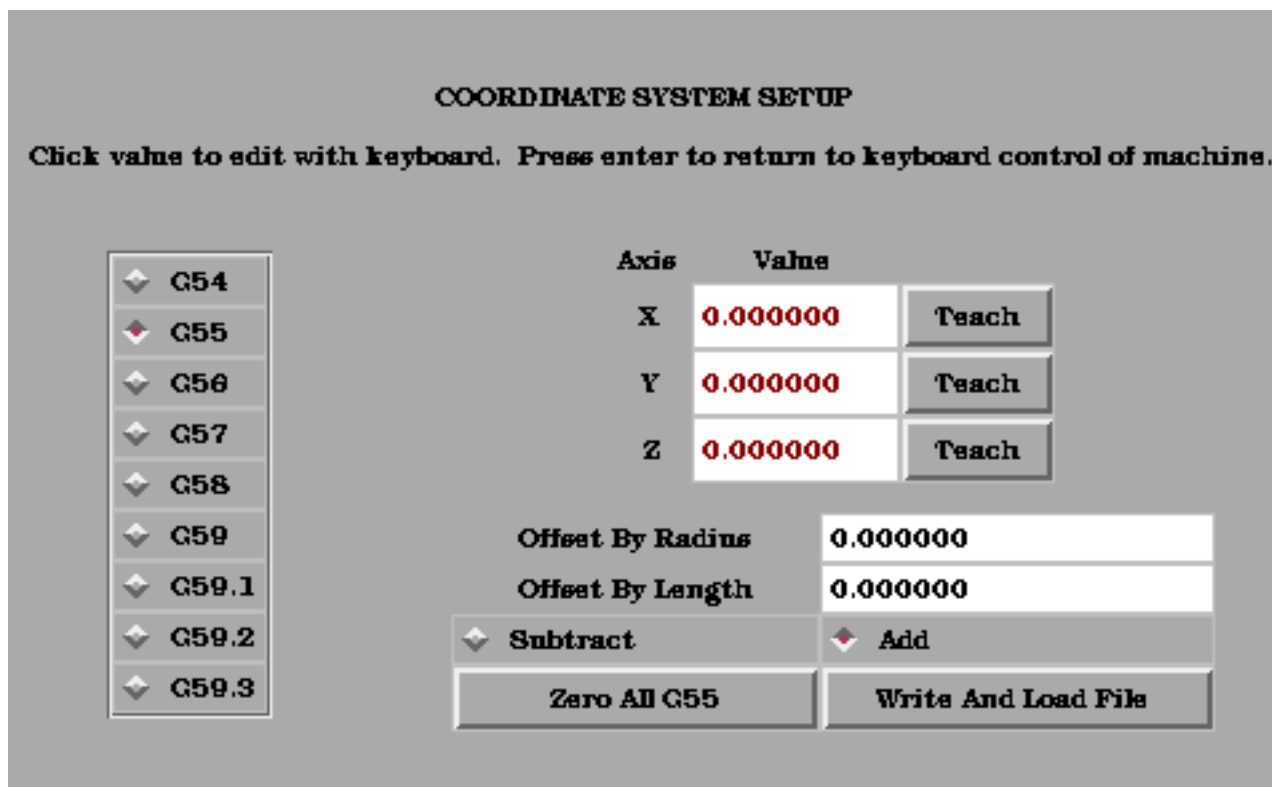 COORDINATE SYSTEM SETUP
Click value to edit with keyboard. Press enter to return to keyboard control of machine.
G54
G55
G56
G57
G58
G59
G59.1
G59.2
G59.3
Axis Value
X 0.000000 Teach
Y 0.000000 Teach
Z 0.000000 Teach
Offset By Radius 0.000000
Offset By Length 0.000000
Subtract Add
Zero All G55 Write And Load File